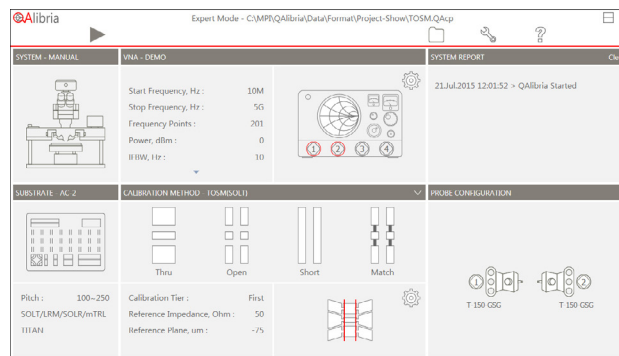 QAlibria
Expert Mode - C:\MPI\QAlibria\Data\Format\Project-Show\TOSM.QAcp
SYSTEM - MANUAL
VNA - DEMO
SYSTEM REPORT
Start Frequency, Hz : 10M
Stop Frequency, Hz : 5G
Frequency Points : 201
Power, dBm : 0
IFBW, Hz : 10
1 2 3 4
21.Jul.2015 12:01:52 > QAlibria Started
SUBSTRATE - AC-2
CALIBRATION METHOD - TOSM(SOLT)
PROBE CONFIGURATION
Thru Open Short Match
Pitch : 100~250
SOLT/LRM/SOLR/mTRL
TITAN
Calibration Tier : First
Reference Impedance, Ohm : 50
Reference Plane, um : -75
1 2
T 150 GSG T 150 GSG